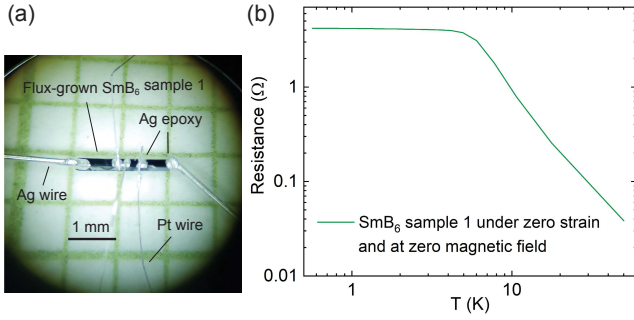 (a)
Flux-grown SmB₆ sample 1
Ag epoxy
Ag wire
1 mm
Pt wire
(b)
Resistance (Ω)
1
0.1
0.01
SmB₆ sample 1 under zero strain
and at zero magnetic field
1
10
T (K)